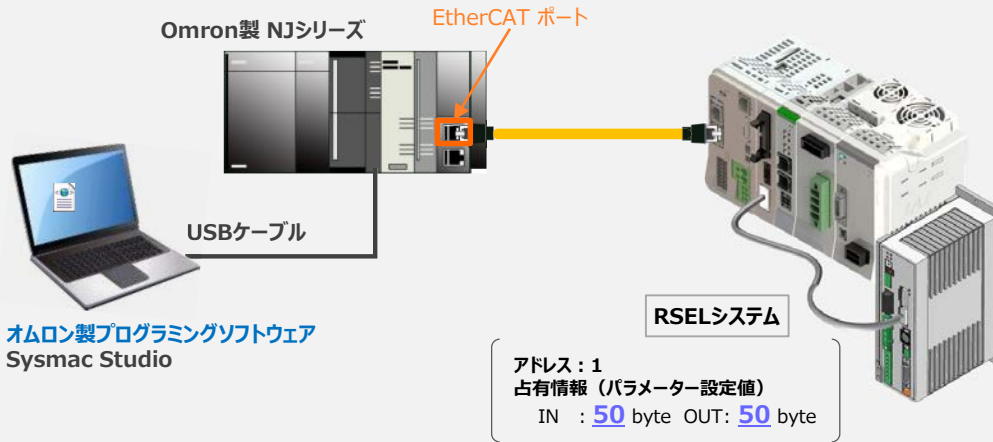 EtherCAT ポート
Omron製 NJシリーズ
USBケーブル
オムロン製プログラミングソフトウェア
Sysmac Studio
RSELシステム
アドレス：1
占有情報（パラメーター設定値）
IN ：50 byte OUT: 50 byte